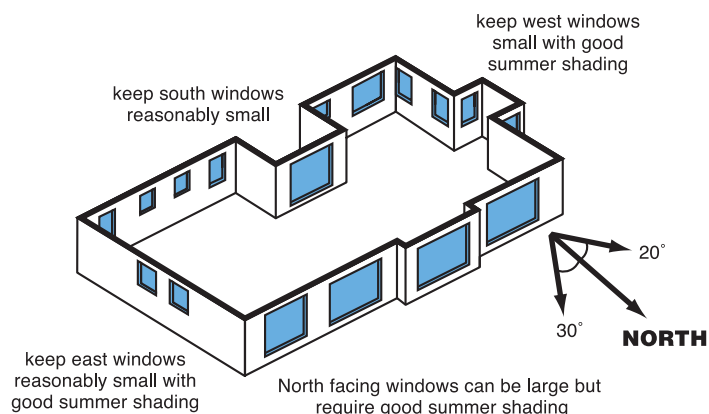 keep west windows
small with good
summer shading
keep south windows
reasonably small
20°
30°
NORTH
keep east windows
reasonably small with
good summer shading
North facing windows can be large but
require good summer shading